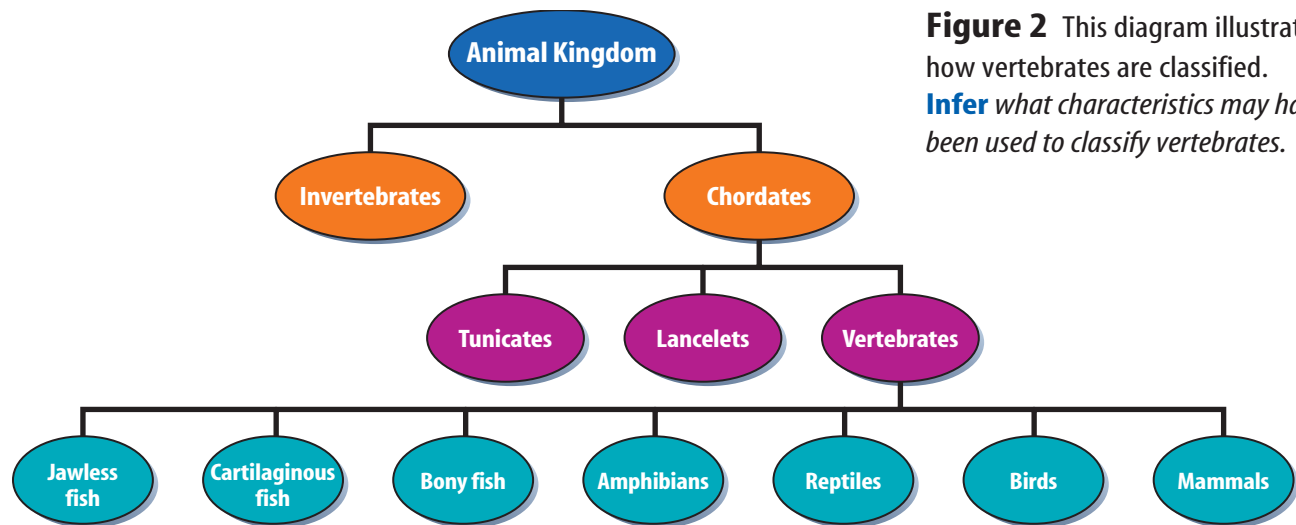 Animal Kingdom
Figure 2 This diagram illustrat
how vertebrates are classified.
Infer what characteristics may ha
been used to classify vertebrates.
Invertebrates
Chordates
Tunicates
Lancelets
Vertebrates
Jawless
fish
Cartilaginous
fish
Bony fish
Amphibians
Reptiles
Birds
Mammals